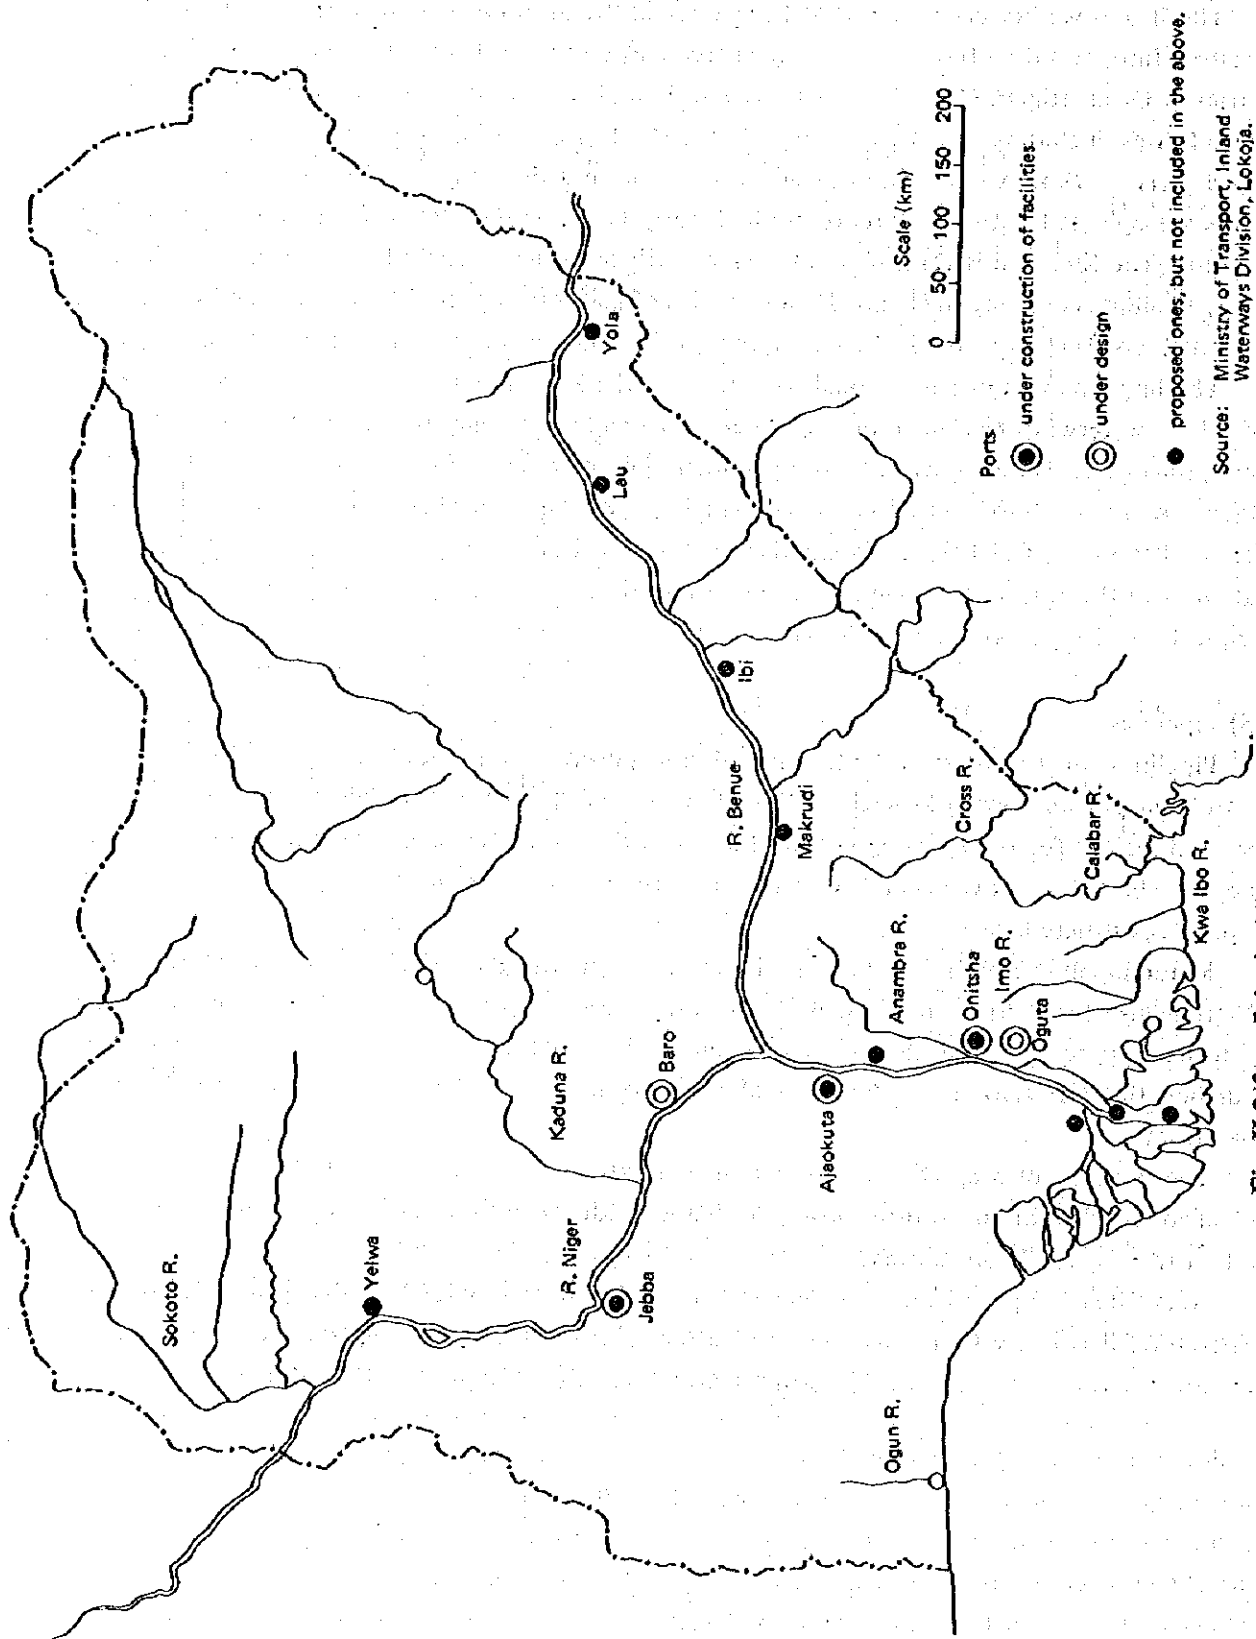 Sokoto R.
Yelwa
R. Niger
Jebba
Kaduna R.
Baro
Ajaokuta
Ogun R.
Anambra R.
Onitsha
Imo R.
Oguta
R. Benue
Makrudi
Cross R.
Calabar R.
Kwa Ibo R.
Ibi
Lau
Yola
Scale (km)
0 50 100 150 200
Ports
under construction of facilities
under design
proposed ones, but not included in the above.
Source: Ministry of Transport, Inland
Waterways Division, Lokoja.